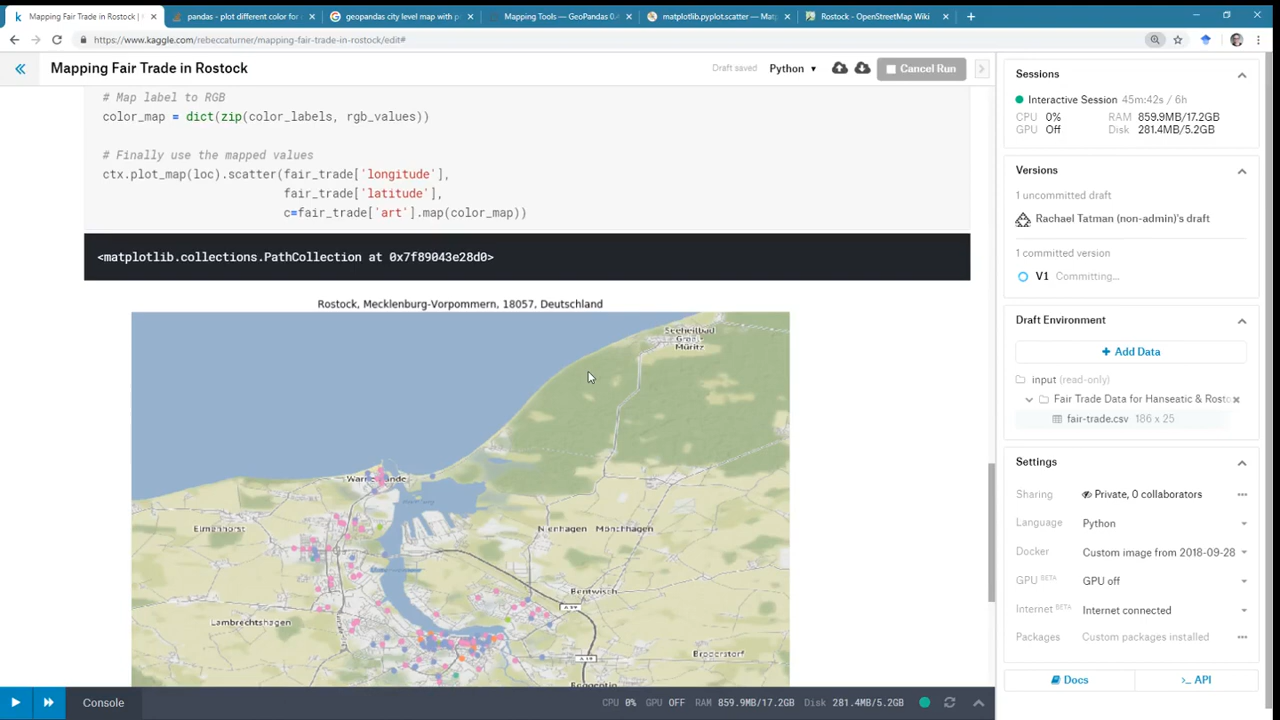 Mapping Fair Trade in Rostock |
pandas - plot different color for
geopandas city level map with p
Mapping Tools — GeoPandas 0.4
matplotlib.pyplot.scatter — Mat
Rostock - OpenStreetMap Wiki
https://www.kaggle.com/rebeccaturner/mapping-fair-trade-in-rostock/edit#
Mapping Fair Trade in Rostock
Draft saved
Python
Cancel Run
# Map label to RGB
color_map = dict(zip(color_labels, rgb_values))
# Finally use the mapped values
ctx.plot_map(loc).scatter(fair_trade['longitude'],
fair_trade['latitude'],
c=fair_trade['art'].map(color_map))
<matplotlib.collections.PathCollection at 0x7f89043e28d0>
Rostock, Mecklenburg-Vorpommern, 18057, Deutschland
Seeheilbad
Graal-
Müritz
Elmenhorst
Nienhagen
Mönchhagen
Bentwisch
Lambrechtshagen
Broderstorf
Sessions
Interactive Session 45m:42s / 6h
CPU 0% RAM 859.9MB/17.2GB
GPU Off Disk 281.4MB/5.2GB
Versions
1 uncommitted draft
Rachael Tatman (non-admin)'s draft
1 committed version
V1 Committing...
Draft Environment
+ Add Data
input (read-only)
Fair Trade Data for Hanseatic & Rosto
fair-trade.csv 186 x 25
Settings
Sharing Private, 0 collaborators
Language Python
Docker Custom image from 2018-09-28
GPU BETA GPU off
Internet BETA Internet connected
Packages Custom packages installed
Docs
>_ API
Console
CPU 0% GPU OFF RAM 859.9MB/17.2GB Disk 281.4MB/5.2GB